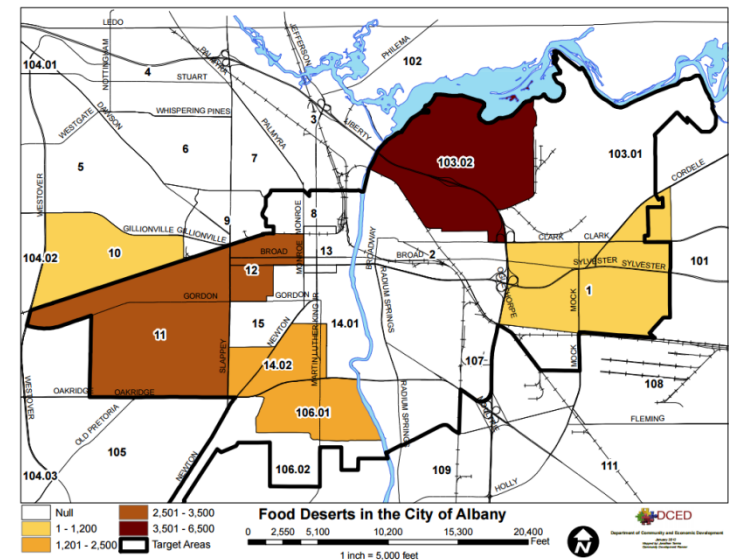 LEDO
104.01
NOTTINGHAM
4
STUART
PALMYRA
JEFFERSON
PHILEMA
102
WHISPERING PINES
3
LIBERTY
DAWSON
WESTGATE
PALMYRA
5
6
7
103.02
103.01
CORDELE
WESTOVER
8
MONROE
9
GILLIONVILLE
GILLIONVILLE
10
104.02
BROAD
MONROE
13
BROADWAY
BROAD
2
CLARK
CLARK
SYLVESTER
SYLVESTER
101
12
GORDON
GORDON
OGLETHORPE
1
MOCK
RADIUM SPRINGS
11
SLAPPEY
15
NEWTON
MARTIN LUTHER KING JR
14.01
14.02
107
MOCK
108
WESTOVER
OAKRIDGE
OAKRIDGE
106.01
RADIUM SPRINGS
FLEMING
OLD PRETORIA
105
NEWTON
104.03
106.02
109
HOLLY
111
Null
1 - 1,200
1,201 - 2,500
2,501 - 3,500
3,501 - 6,500
Target Areas
Food Deserts in the City of Albany
0 2,550 5,100 10,200 15,300 20,400
Feet
1 inch = 5,000 feet
N
DCED
Department of Community and Economic Development